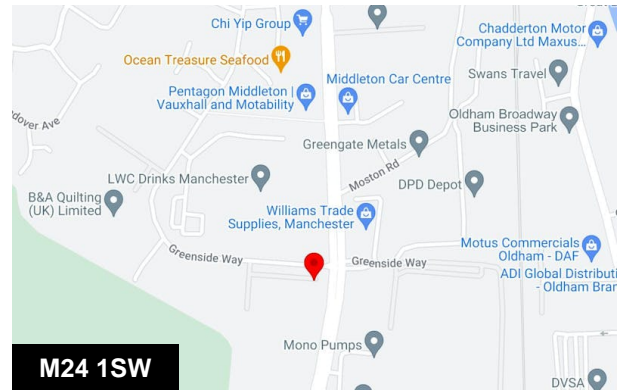 Chi Yip Group
Chadderton Motor
Company Ltd Maxus...
Ocean Treasure Seafood
Swans Travel
Pentagon Middleton |
Vauxhall and Motability
Middleton Car Centre
Oldham Broadway
Business Park
dover Ave
Greengate Metals
Moston Rd
LWC Drinks Manchester
DPD Depot
B&A Quilting
(UK) Limited
Williams Trade
Supplies, Manchester
Greenside Way
Greenside Way
Motus Commercials
Oldham - DAF
ADI Global Distributi
- Oldham Bran
Mono Pumps
M24 1SW
DVSA